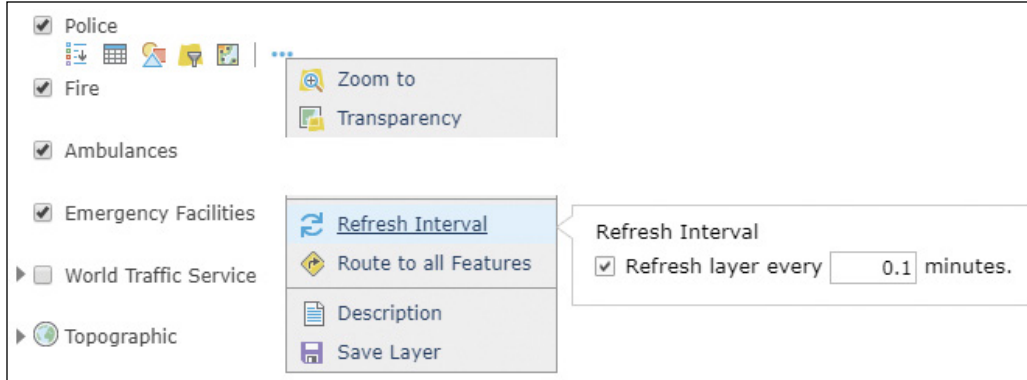 Police
Fire
Zoom to
Transparency
Ambulances
Emergency Facilities
Refresh Interval
Route to all Features
Refresh Interval
Refresh layer every 0.1 minutes.
World Traffic Service
Description
Topographic
Save Layer